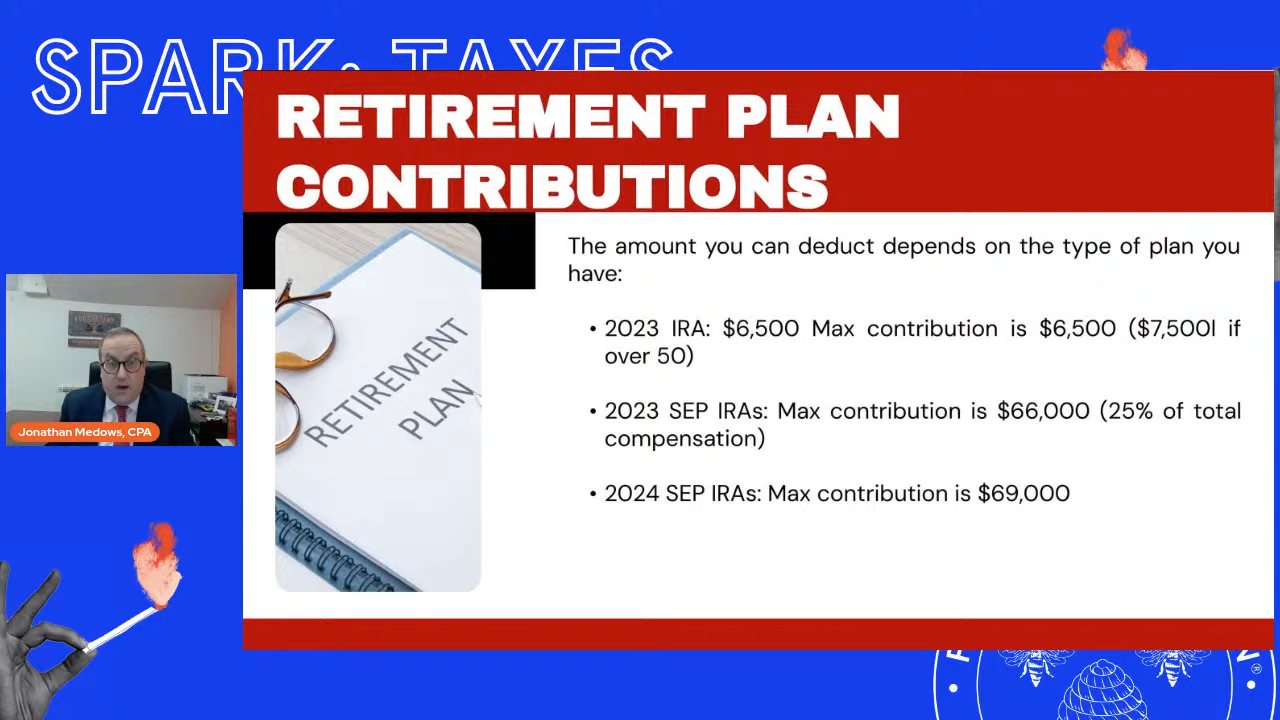 SPARK: TAXES
RETIREMENT PLAN
CONTRIBUTIONS
The amount you can deduct depends on the type of plan you
have:
• 2023 IRA: $6,500 Max contribution is $6,500 ($7,500l if
over 50)
• 2023 SEP IRAs: Max contribution is $66,000 (25% of total
compensation)
• 2024 SEP IRAs: Max contribution is $69,000
RETIREMENT
PLAN
Jonathan Medows, CPA